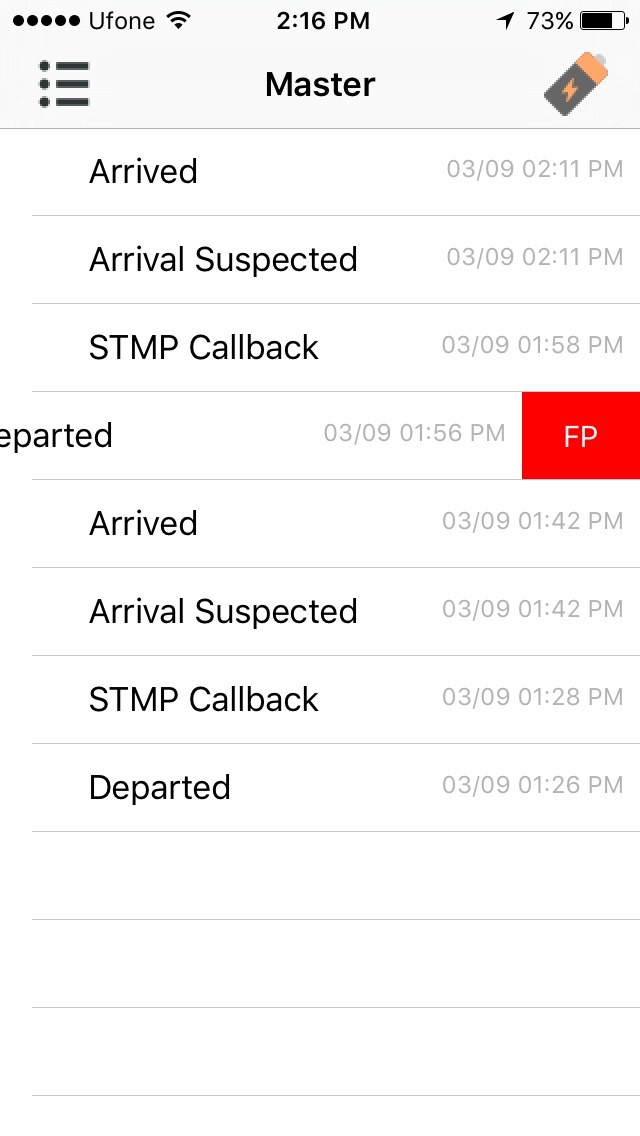 Ufone 2:16 PM 73%
Master
Arrived 03/09 02:11 PM
Arrival Suspected 03/09 02:11 PM
STMP Callback 03/09 01:58 PM
eparted 03/09 01:56 PM FP
Arrived 03/09 01:42 PM
Arrival Suspected 03/09 01:42 PM
STMP Callback 03/09 01:28 PM
Departed 03/09 01:26 PM